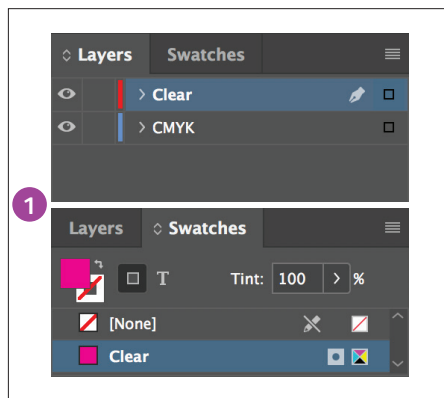 Layers Swatches
Clear
CMYK
1
Layers Swatches
T Tint: 100 > %
[None]
Clear